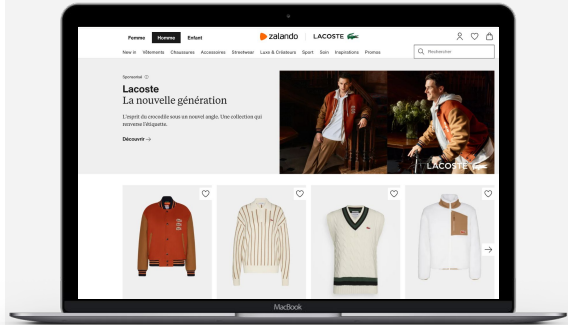 Femme Homme Enfant
zalando LACOSTE
New in Vêtements Chaussures Accessoires Streetwear Luxe & Créateurs Sport Soin Inspirations Promos
Rechercher
Sponsorisé
Lacoste
La nouvelle génération
L'esprit du crocodile sous un nouvel angle. Une collection qui
renverse l'étiquette.
Découvrir →
LACOSTE
MacBook